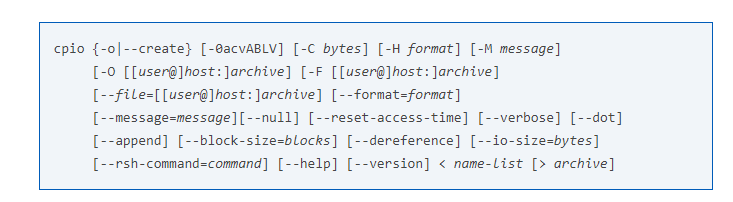 cpio {-o|--create} [-0acvABLV] [-C bytes] [-H format] [-M message]
[-O [[user@]host:]archive] [-F [[user@]host:]archive]
[--file=[[user@]host:]archive] [--format=format]
[--message=message][--null] [--reset-access-time] [--verbose] [--dot]
[--append] [--block-size=blocks] [--dereference] [--io-size=bytes]
[--rsh-command=command] [--help] [--version] < name-list [> archive]